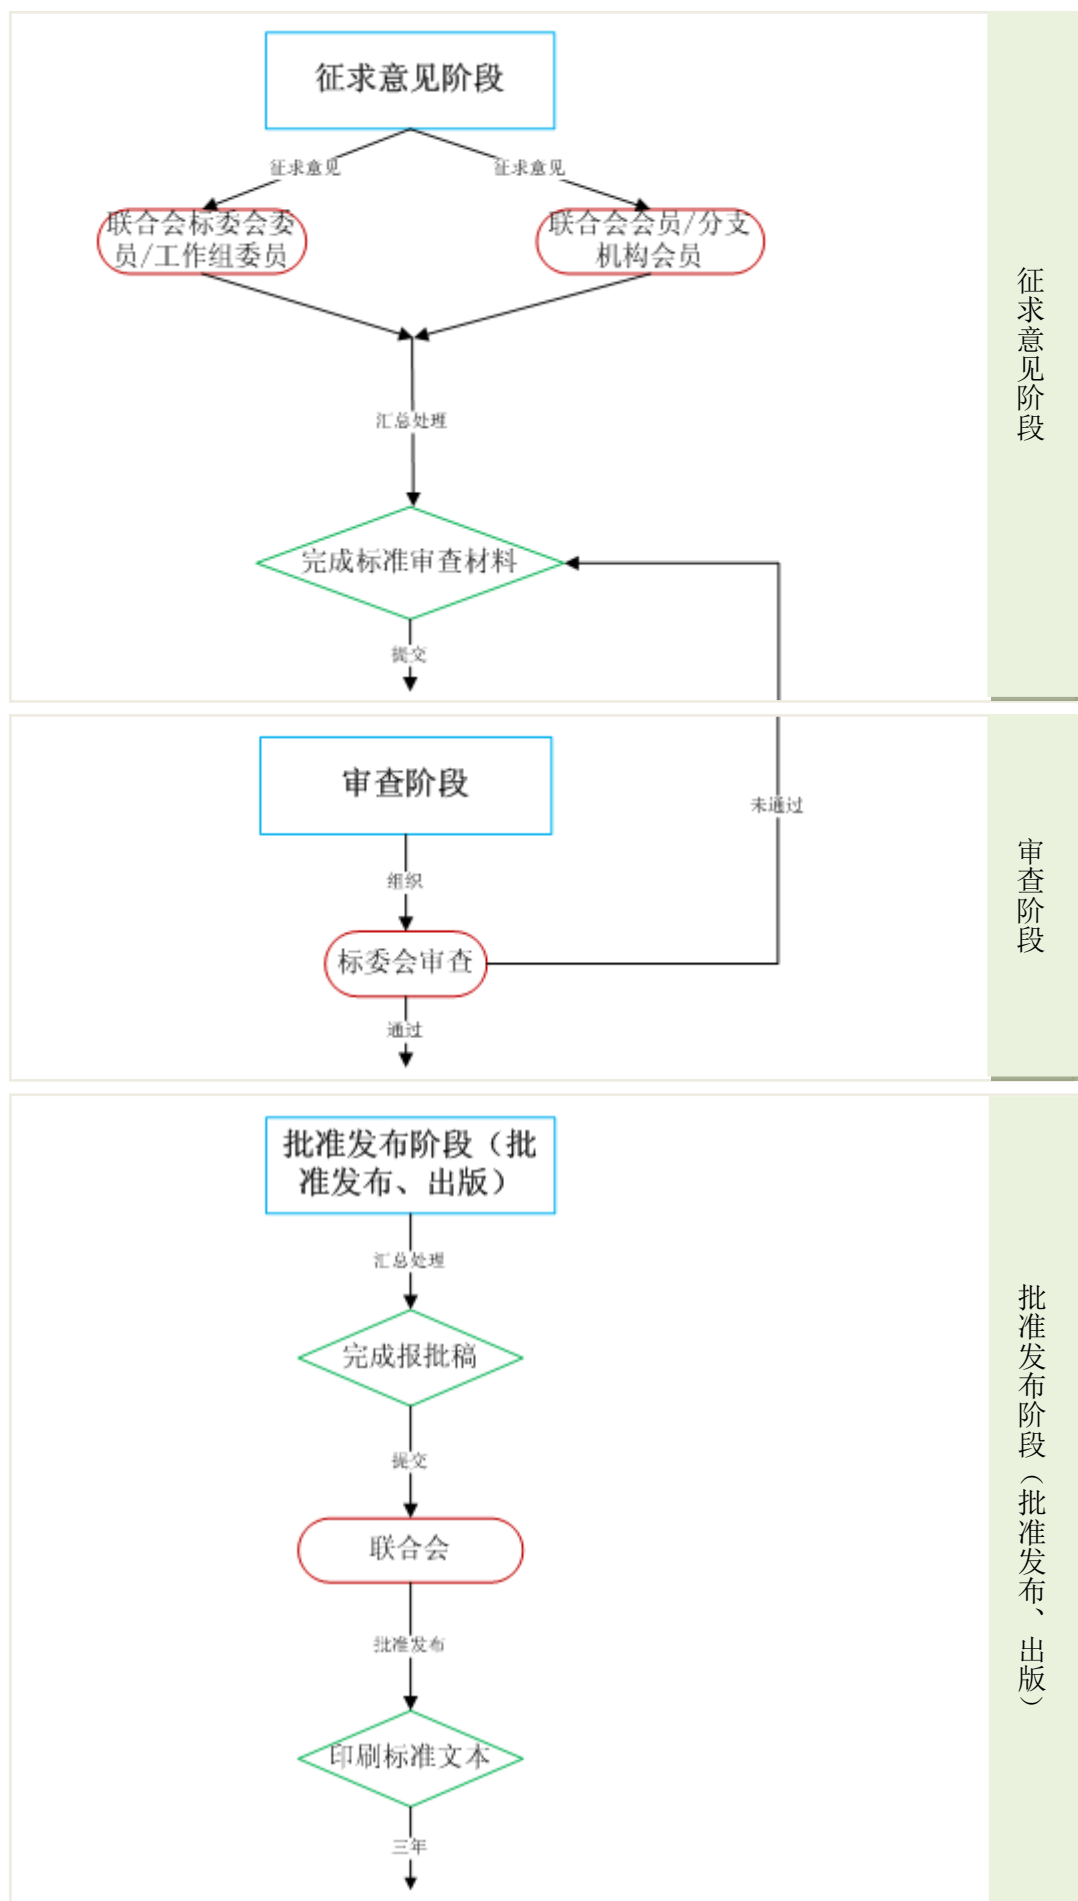 征求意见阶段
征求意见
征求意见
联合会标委会委
员/工作组委员
联合会会员/分支
机构会员
汇总处理
完成标准审查材料
提交
征求意见阶段
审查阶段
未通过
组织
标委会审查
通过
审查阶段
批准发布阶段（批
准发布、出版）
汇总处理
完成报批稿
提交
联合会
批准发布
印刷标准文本
三年
批准发布阶段（批准发布、出版）